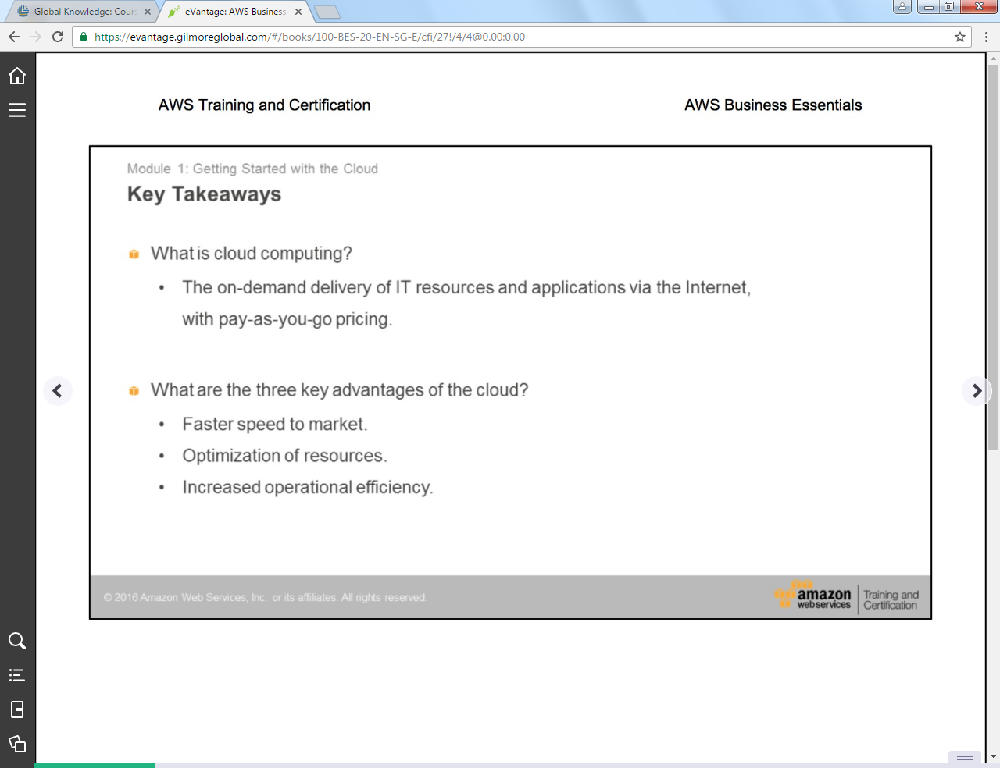 Global Knowledge: Cour
eVantage: AWS Business
https://evantage.gilmoreglobal.com/#/books/100-BES-20-EN-SG-E/cfi/27!/4/4@0.00:0.00
AWS Training and Certification
AWS Business Essentials
Module 1: Getting Started with the Cloud
Key Takeaways
What is cloud computing?
• The on-demand delivery of IT resources and applications via the Internet,
with pay-as-you-go pricing.
What are the three key advantages of the cloud?
• Faster speed to market.
• Optimization of resources.
• Increased operational efficiency.
© 2016 Amazon Web Services, Inc. or its affiliates. All rights reserved.
amazon
webservices
Training and
Certification